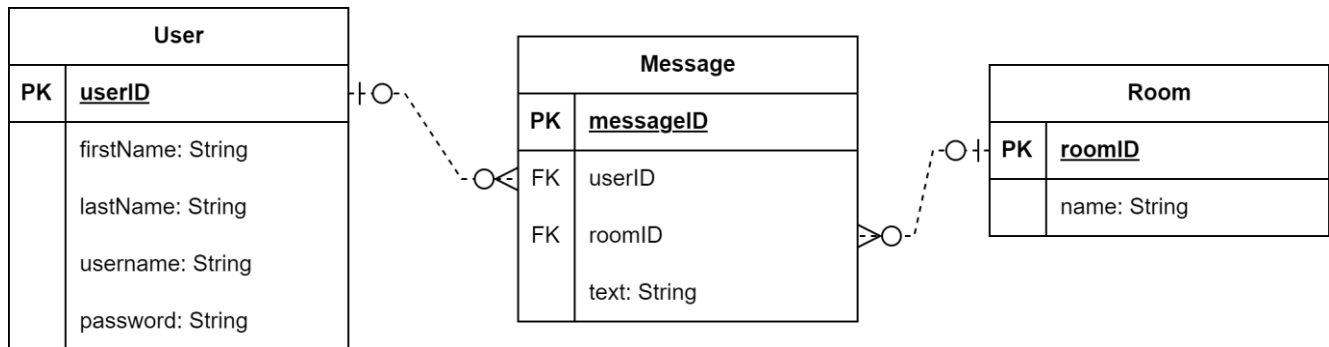 User
PK userID
firstName: String
lastName: String
username: String
password: String
Message
PK messageID
FK userID
FK roomID
text: String
Room
PK roomID
name: String